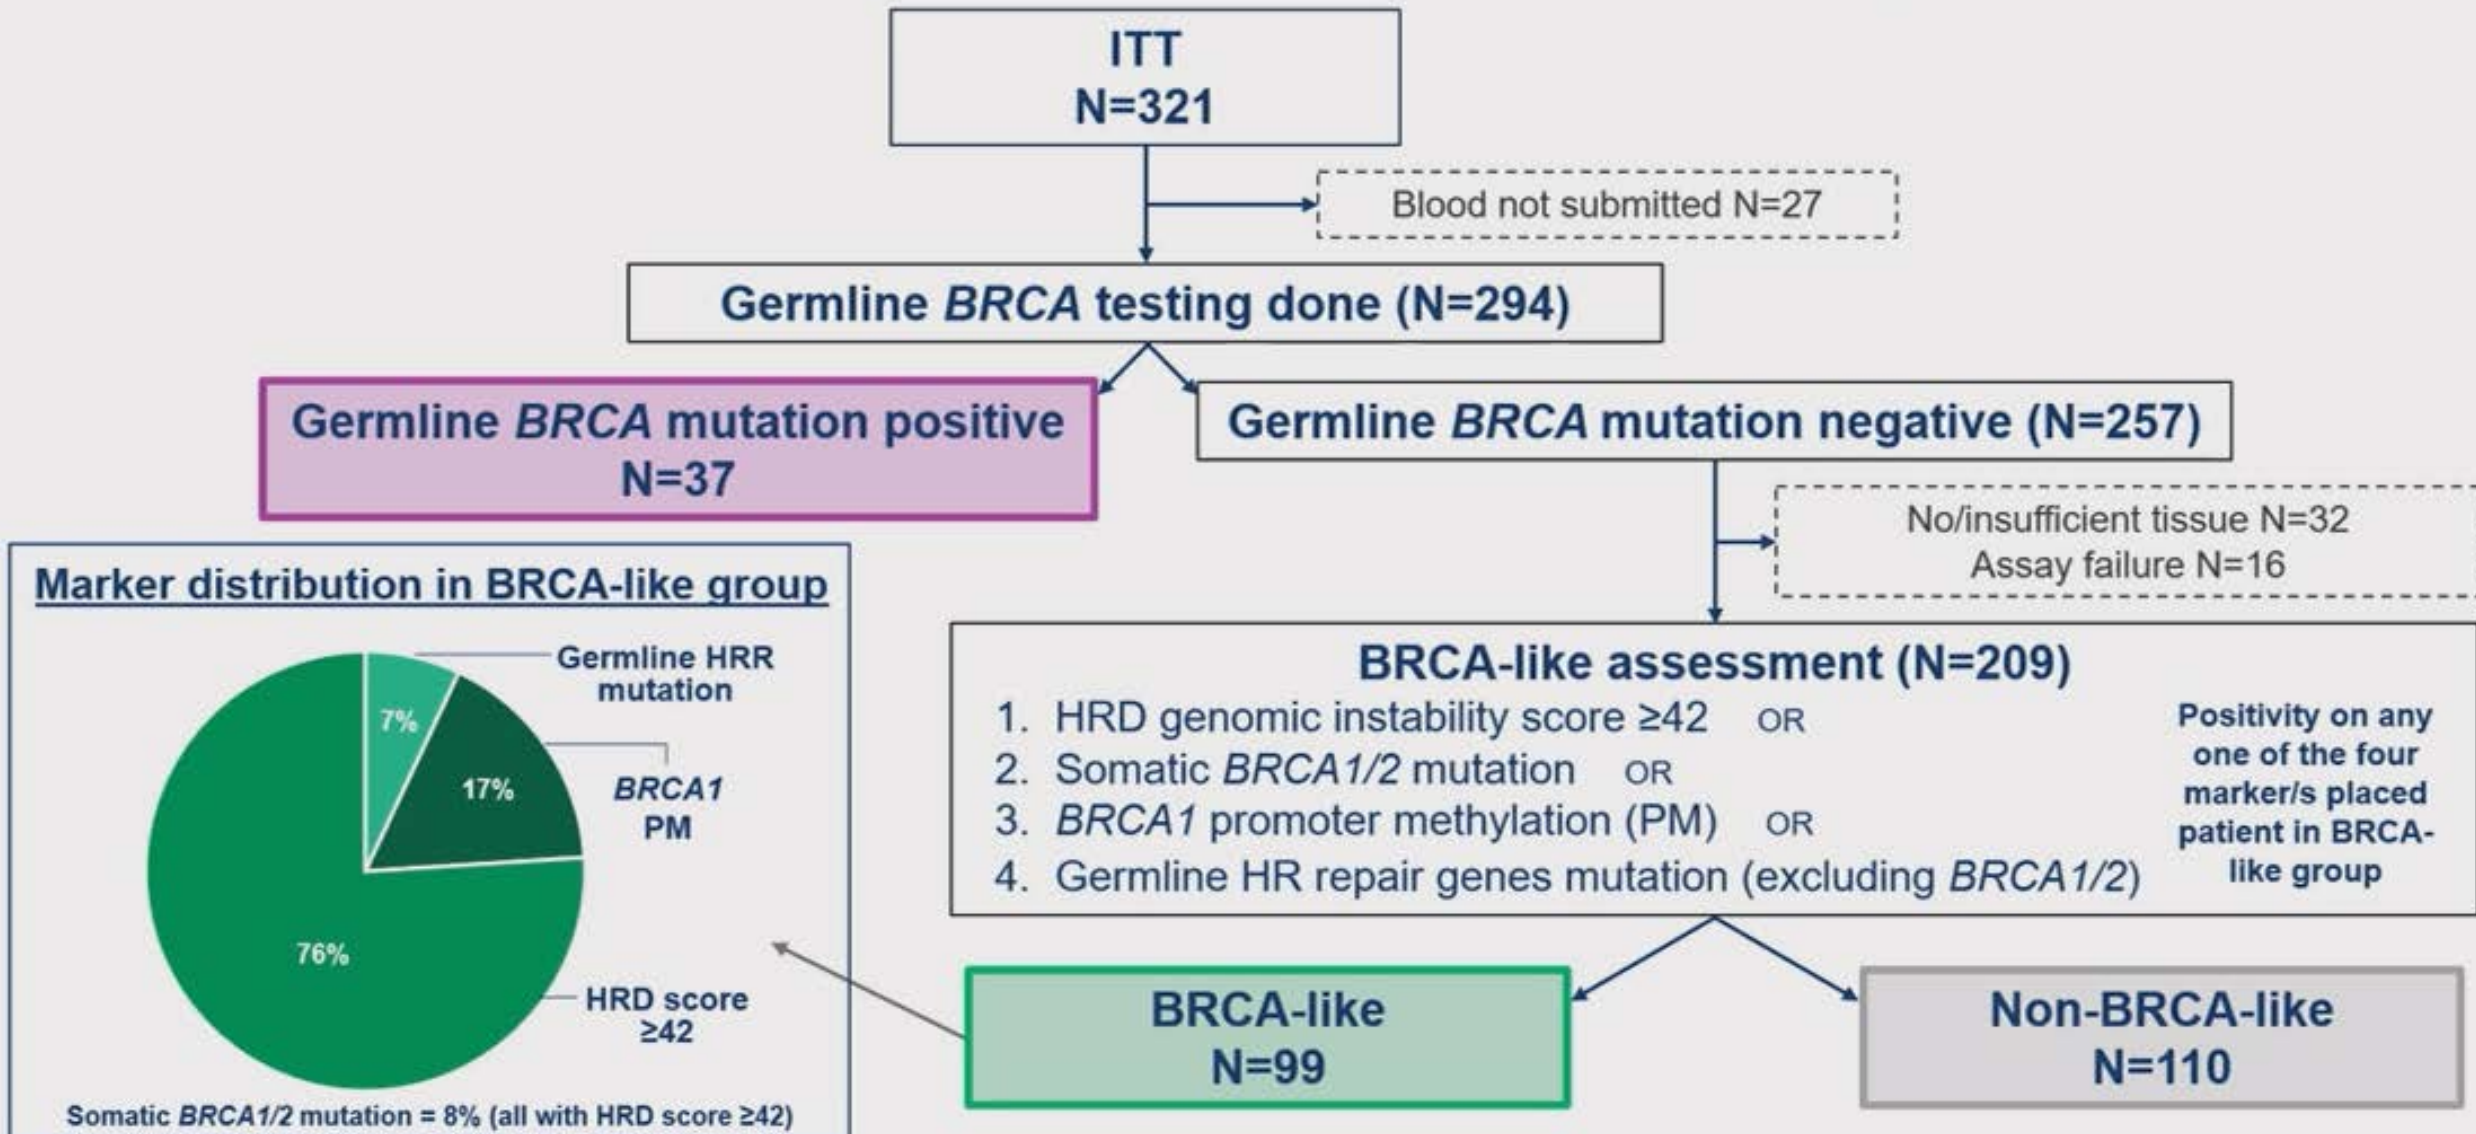 ITT
N=321
Blood not submitted N=27
Germline BRCA testing done (N=294)
Germline BRCA mutation positive
N=37
Germline BRCA mutation negative (N=257)
No/insufficient tissue N=32
Assay failure N=16
Marker distribution in BRCA-like group
Germline HRR
mutation
7%
17%
BRCA1
PM
76%
HRD score
≥42
Somatic BRCA1/2 mutation = 8% (all with HRD score ≥42)
BRCA-like assessment (N=209)
1. HRD genomic instability score ≥42 OR
2. Somatic BRCA1/2 mutation OR
3. BRCA1 promoter methylation (PM) OR
4. Germline HR repair genes mutation (excluding BRCA1/2)
Positivity on any
one of the four
marker/s placed
patient in BRCA-
like group
BRCA-like
N=99
Non-BRCA-like
N=110